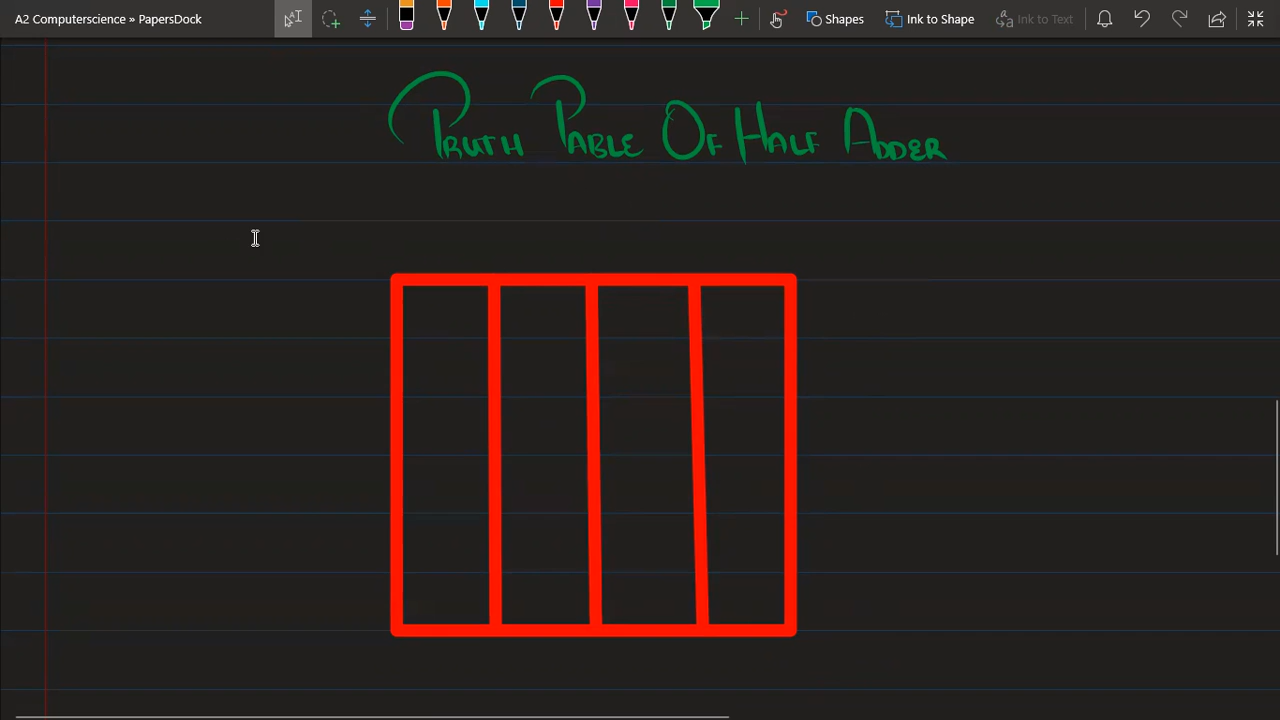 A2 Computerscience » PapersDock
Shapes
Ink to Shape
Ink to Text
Truth Table Of Half Adder